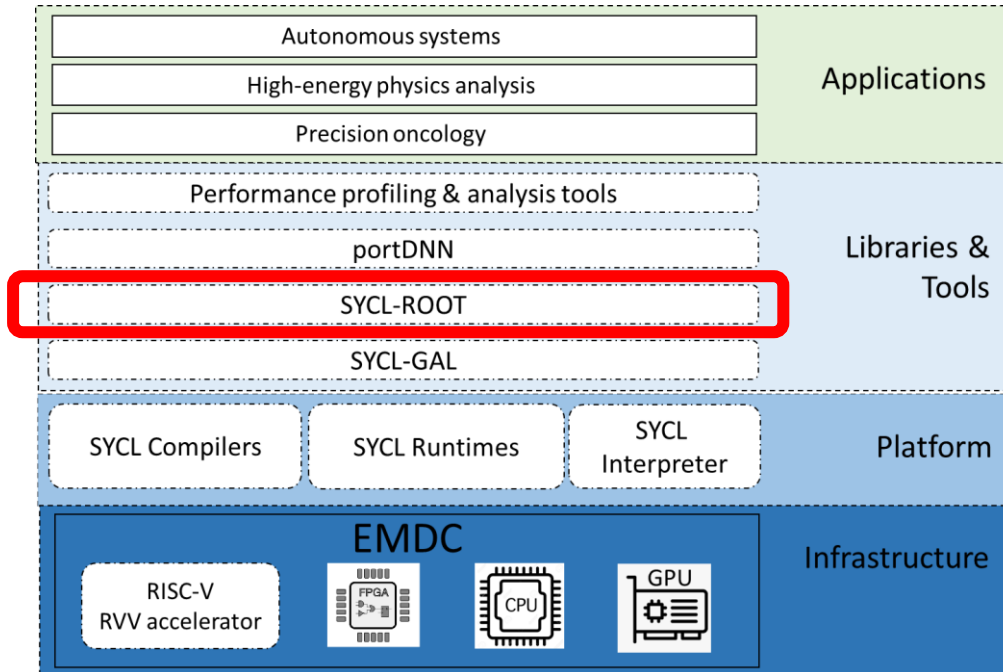 Autonomous systems
High-energy physics analysis
Precision oncology
Applications
Performance profiling & analysis tools
portDNN
SYCL-ROOT
SYCL-GAL
Libraries &
Tools
SYCL Compilers
SYCL Runtimes
SYCL
Interpreter
Platform
EMDC
RISC-V
RVV accelerator
FPGA
CPU
GPU
Infrastructure